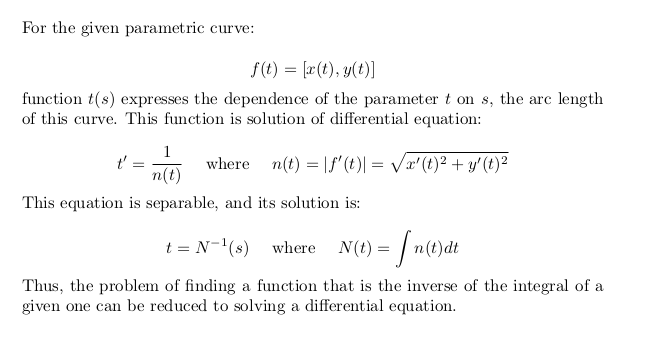 For the given parametric curve:
f(t) = [x(t), y(t)]
function t(s) expresses the dependence of the parameter t on s, the arc length
of this curve. This function is solution of differential equation:
t′ = 1/n(t) where n(t) = |f′(t)| = √(x′(t)² + y′(t)²)
This equation is separable, and its solution is:
t = N⁻¹(s) where N(t) = ∫ n(t)dt
Thus, the problem of finding a function that is the inverse of the integral of a
given one can be reduced to solving a differential equation.